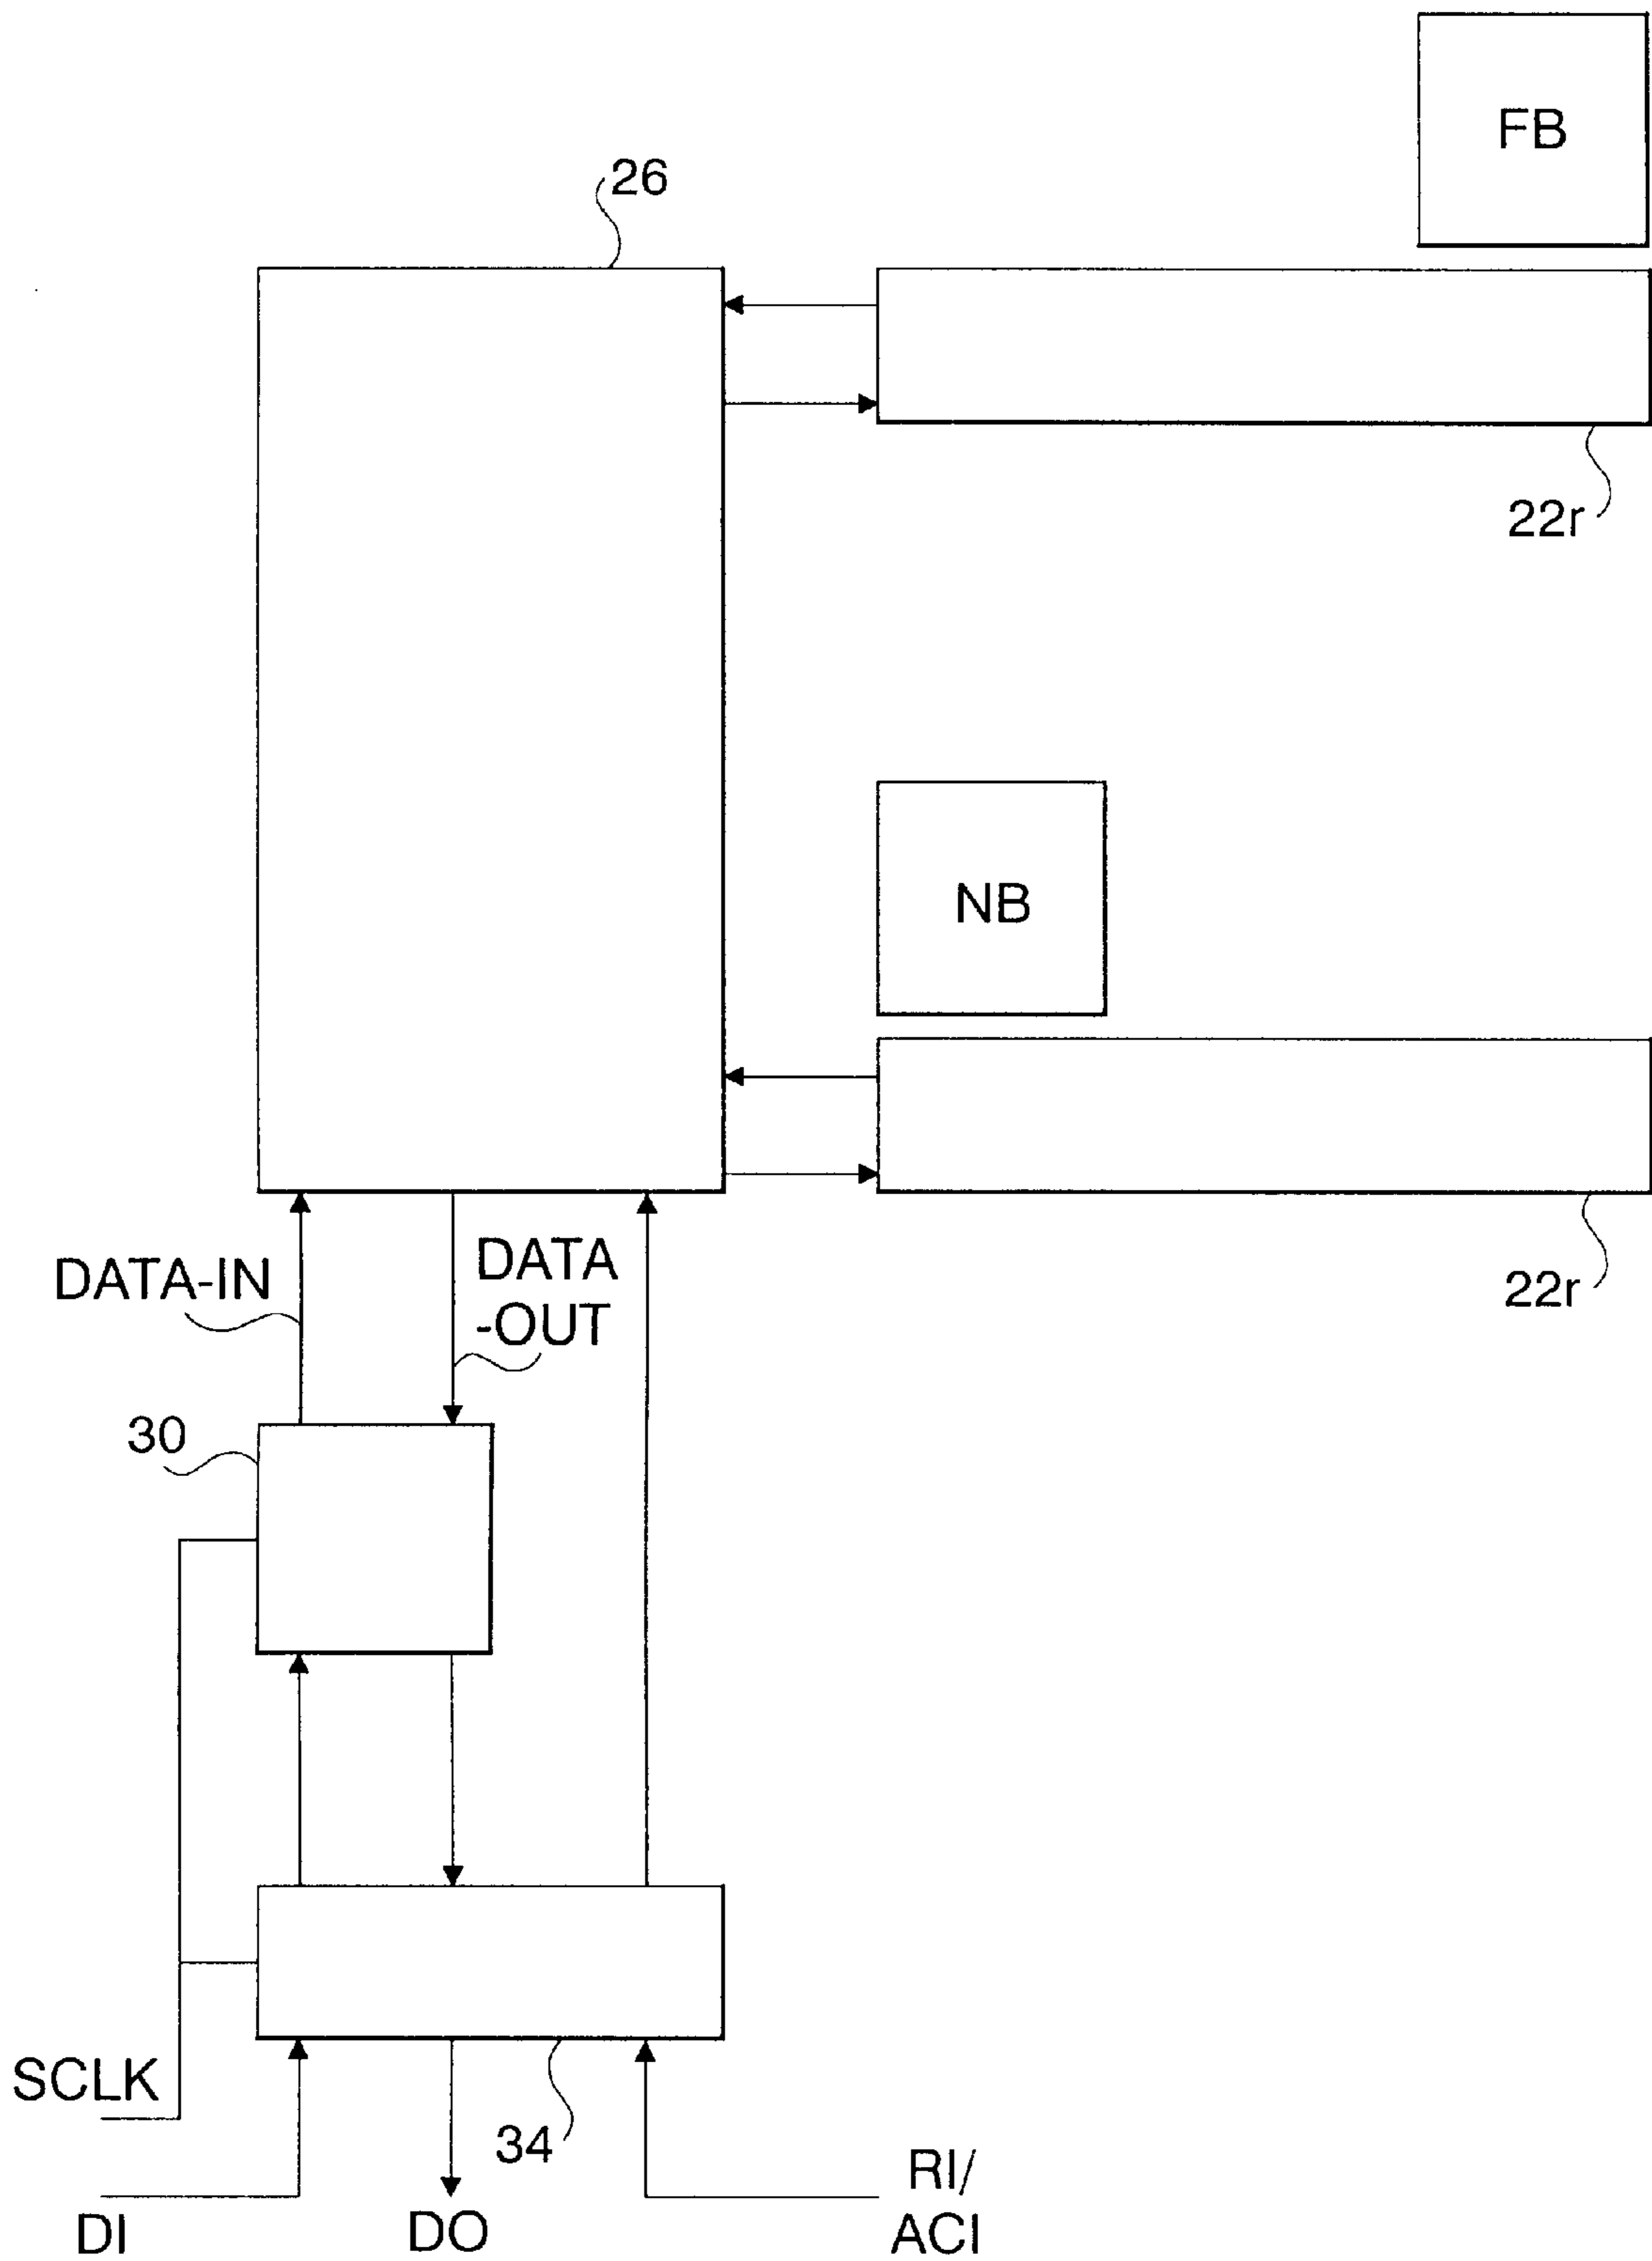 FB
26
22r
NB
22r
DATA-IN
DATA
-OUT
30
SCLK
34
RI/
ACI
DI
DO